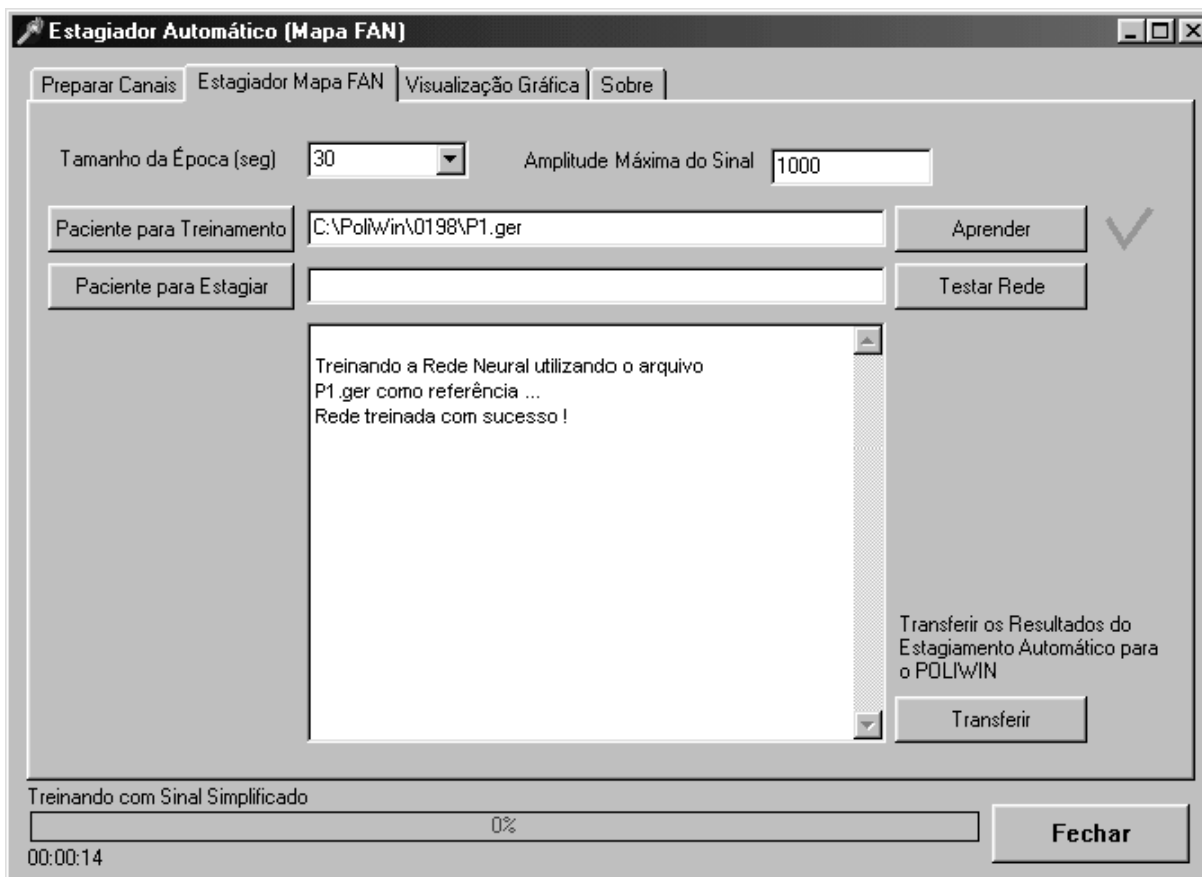 Estagiador Automático (Mapa FAN)
Preparar Canais
Estagiador Mapa FAN
Visualização Gráfica
Sobre
Tamanho da Época (seg)
30
Amplitude Máxima do Sinal
1000
Paciente para Treinamento
C:\PoliWin\0198\P1.ger
Aprender
Paciente para Estagiar
Testar Rede
Treinando a Rede Neural utilizando o arquivo
P1.ger como referência ...
Rede treinada com sucesso !
Transferir os Resultados do
Estagiamento Automático para
o POLIWIN
Transferir
Treinando com Sinal Simplificado
0%
00:00:14
Fechar